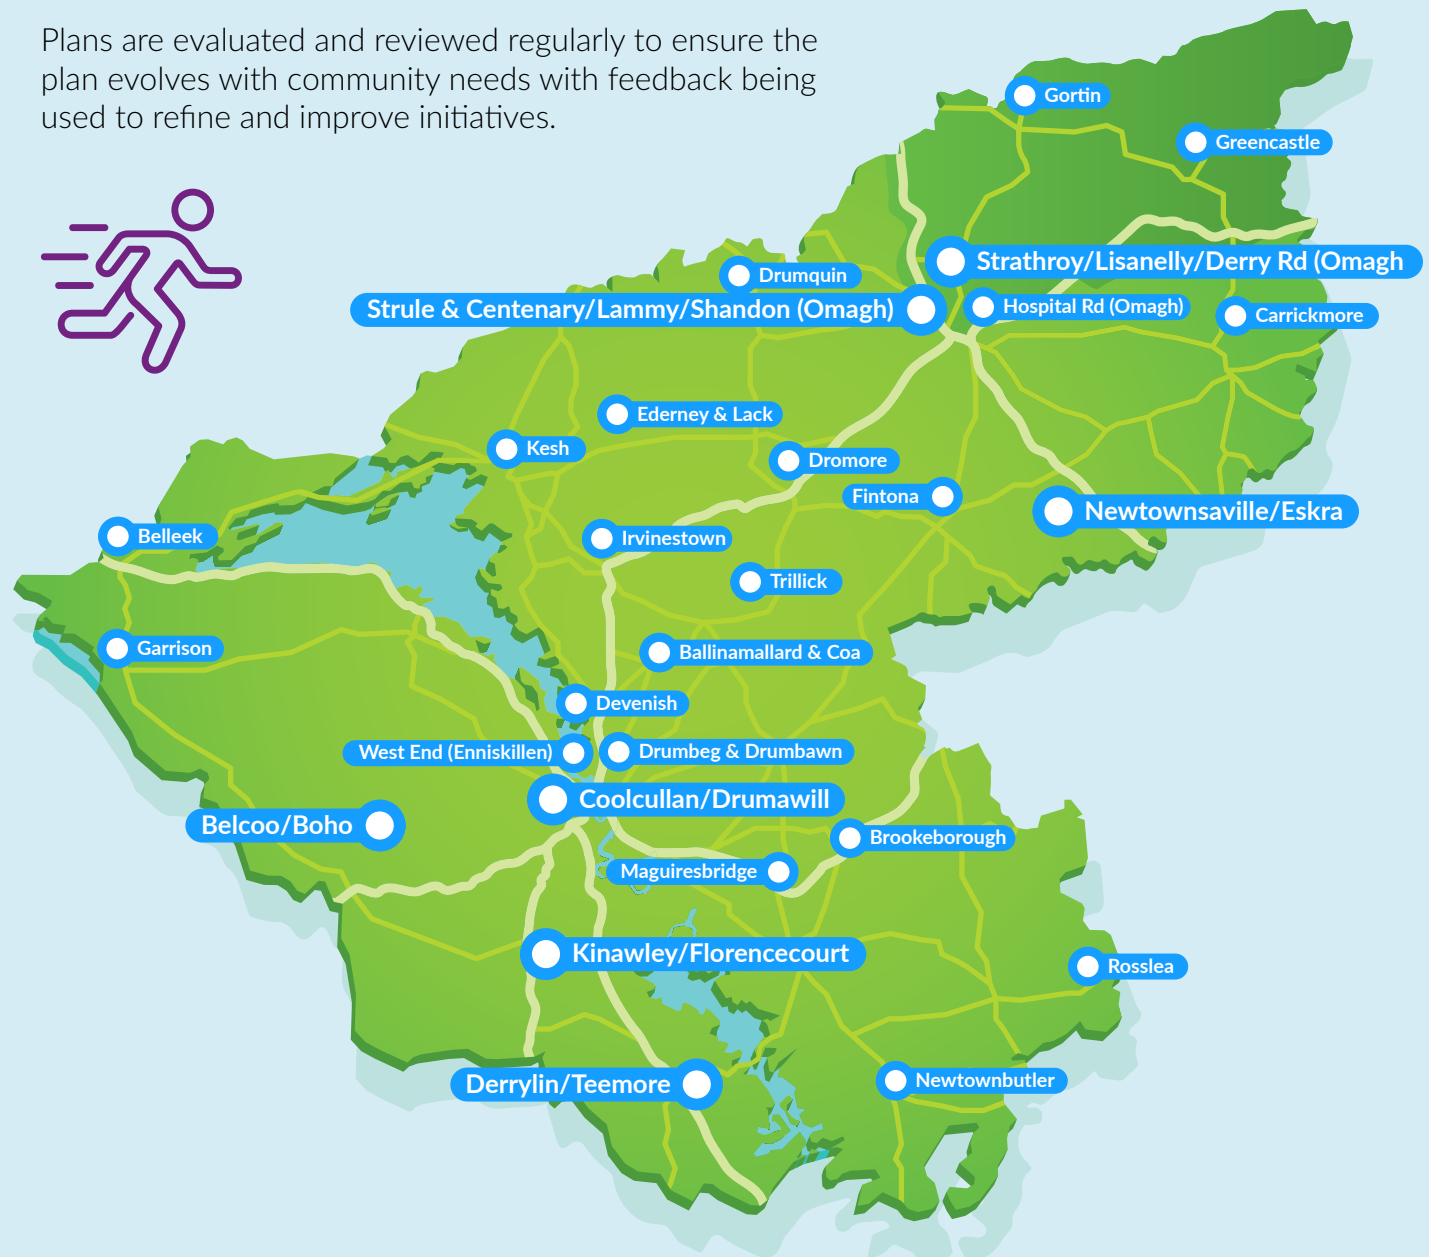 Plans are evaluated and reviewed regularly to ensure the
plan evolves with community needs with feedback being
used to refine and improve initiatives.
Gortin
Greencastle
Strathroy/Lisanelly/Derry Rd (Omagh
Drumquin
Strule & Centenary/Lammy/Shandon (Omagh)
Hospital Rd (Omagh)
Carrickmore
Ederney & Lack
Kesh
Dromore
Fintona
Newtownsaville/Eskra
Belleek
Irvinestown
Trillick
Garrison
Ballinamallard & Coa
Devenish
West End (Enniskillen)
Drumbeg & Drumbawn
Coolcullan/Drumawill
Belcoo/Boho
Brookeborough
Maguiresbridge
Kinawley/Florencecourt
Rosslea
Derrylin/Teemore
Newtownbutler